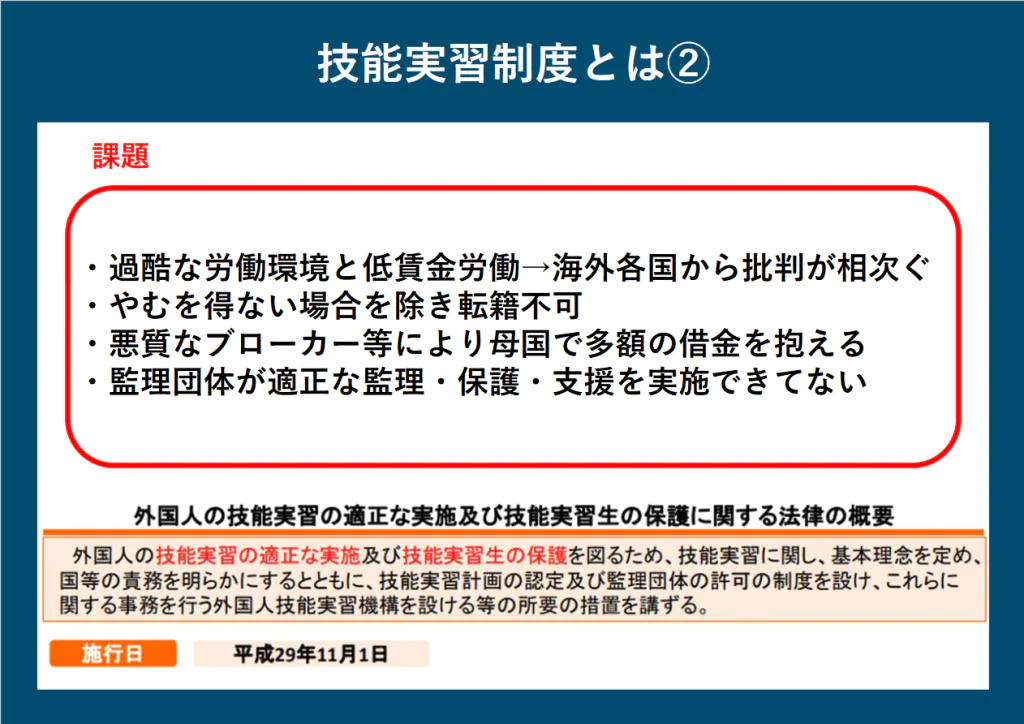 技能実習制度とは②
課題
・過酷な労働環境と低賃金労働→海外各国から批判が相次ぐ
・やむを得ない場合を除き転籍不可
・悪質なブローカー等により母国で多額の借金を抱える
・監理団体が適正な監理・保護・支援を実施できてない
外国人の技能実習の適正な実施及び技能実習生の保護に関する法律の概要
外国人の技能実習の適正な実施及び技能実習生の保護を図るため、技能実習に関し、基本理念を定め、
国等の責務を明らかにするとともに、技能実習計画の認定及び監理団体の許可の制度を設け、これらに
関する事務を行う外国人技能実習機構を設ける等の所要の措置を講ずる。
施行日 平成29年11月1日